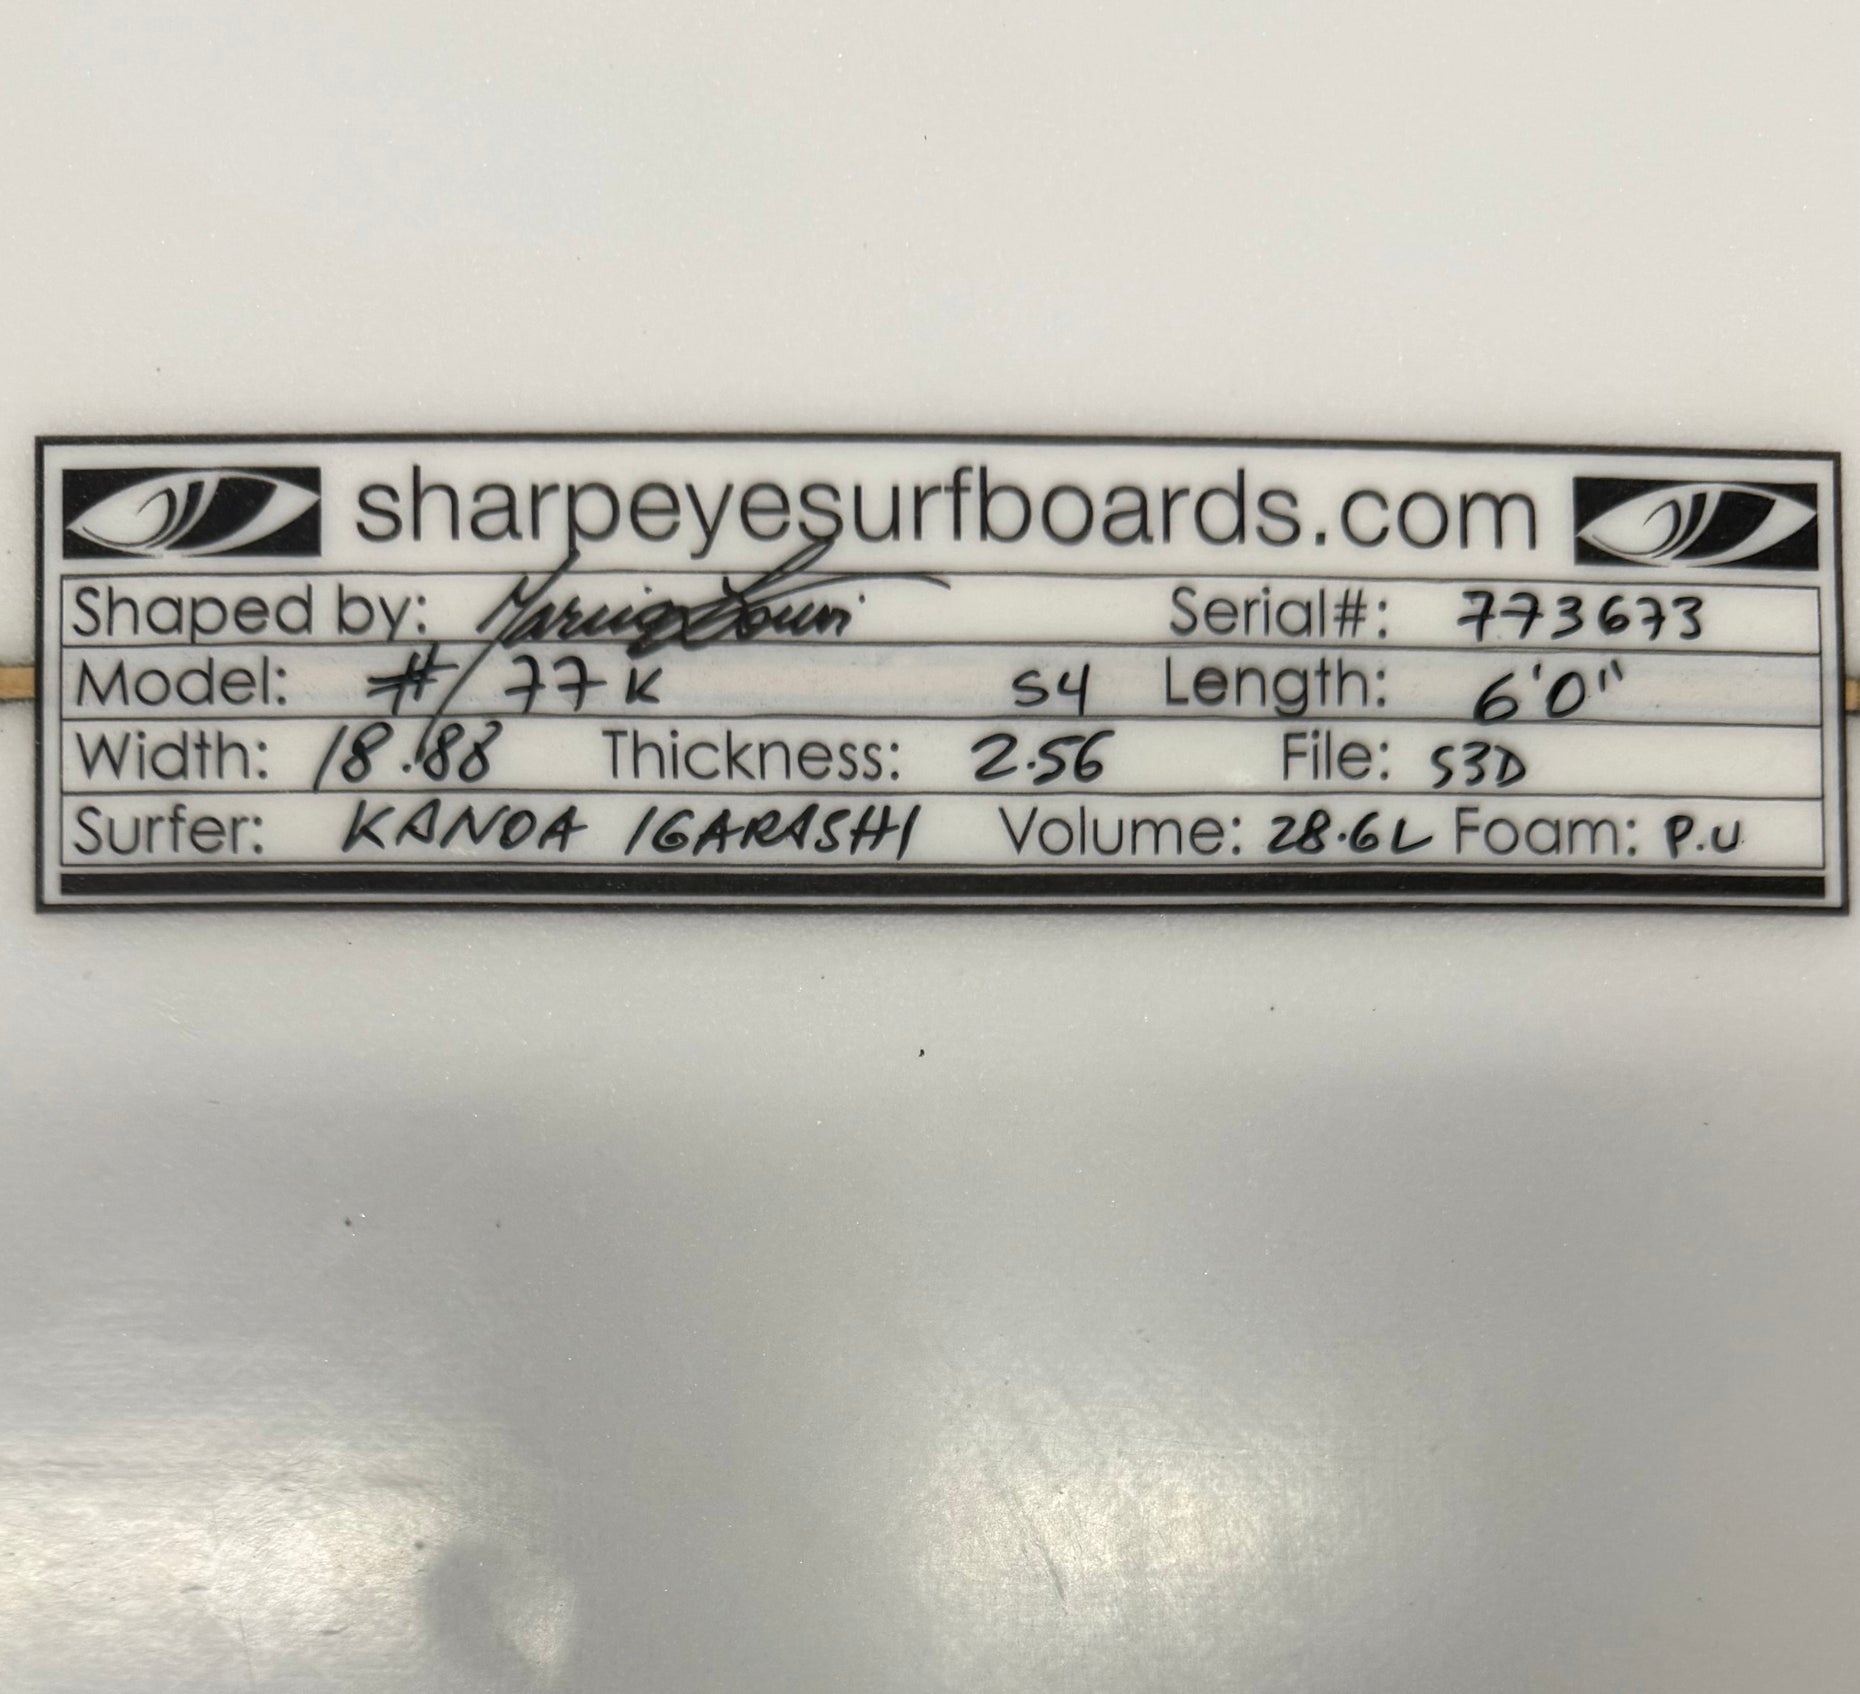 sharpeyesurfboards.com
Shaped by: Serial#: 773673
Model: # 77K S4 Length: 6'0"
Width: 18.88 Thickness: 2.56 File: S3D
Surfer: KANOA IGARASHI Volume: 28.6L Foam: P.U